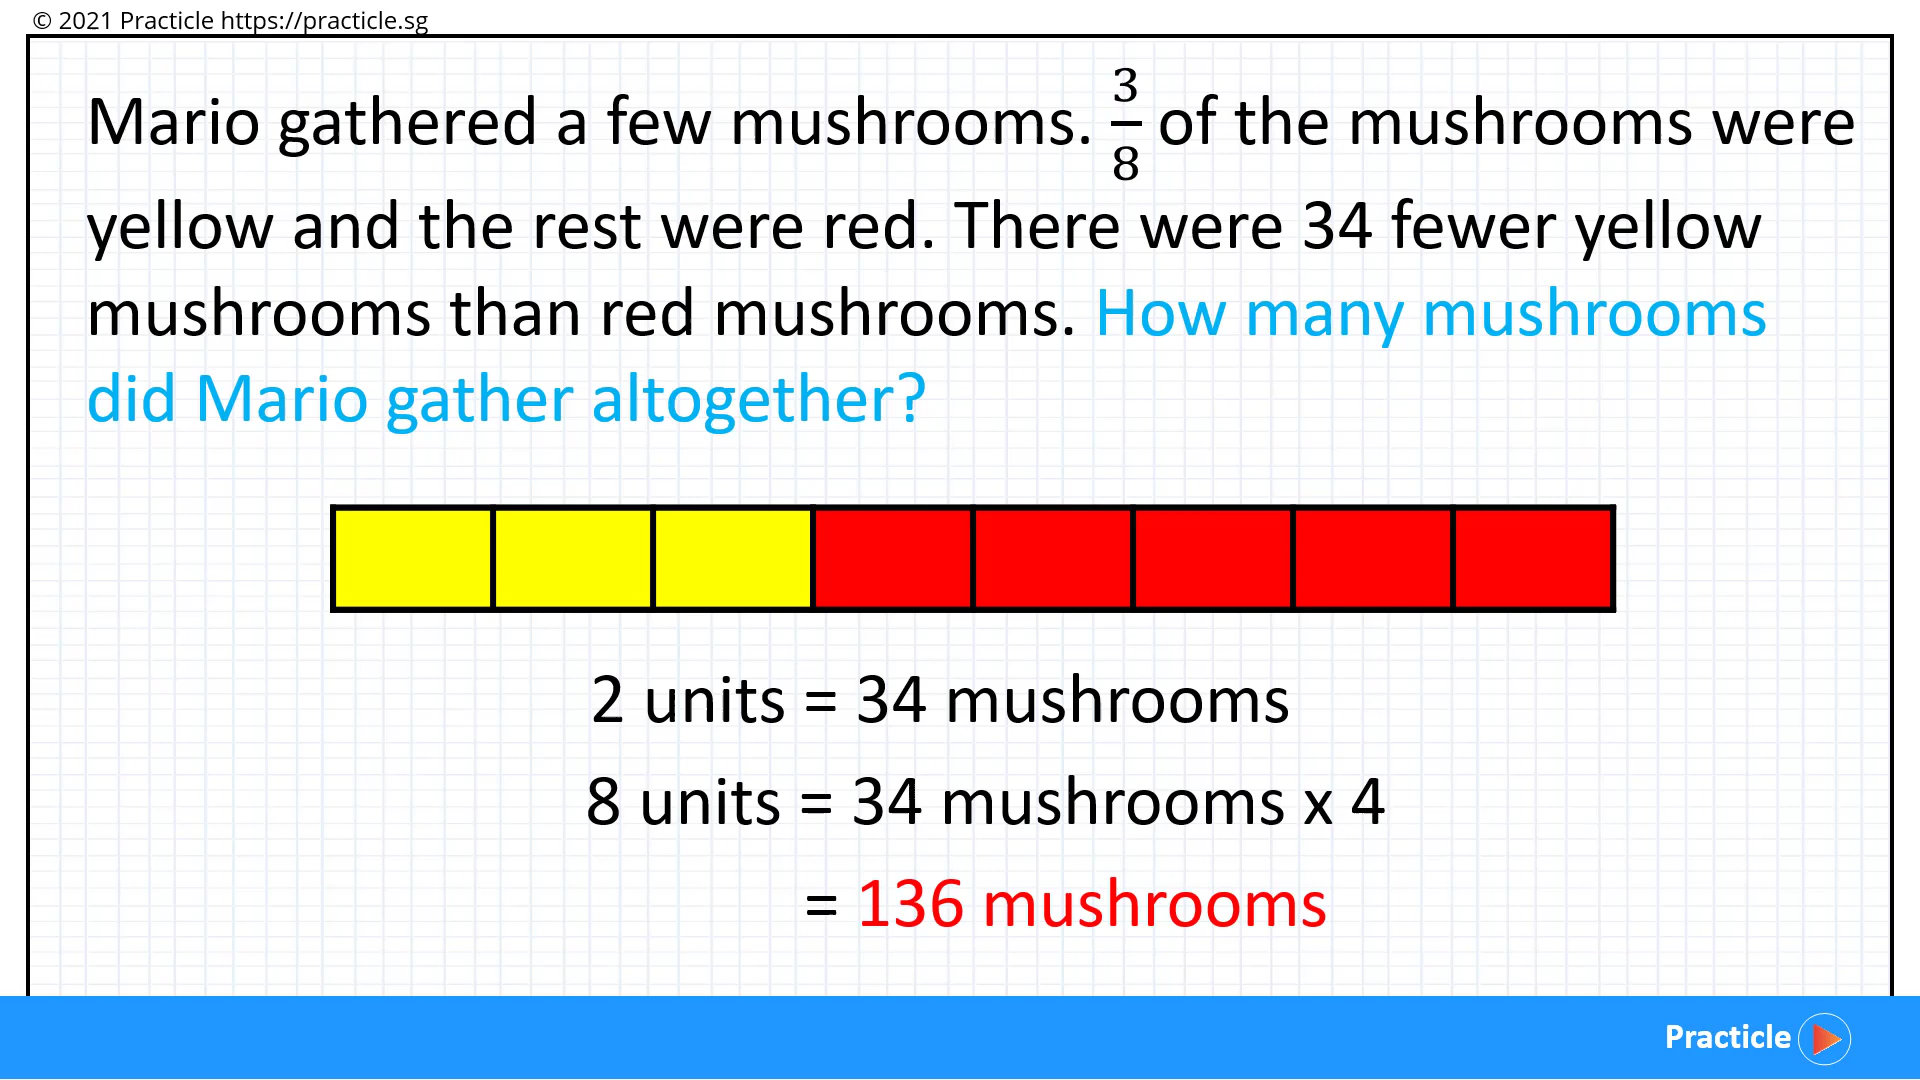 © 2021 Practicle https://practicle.sg
Mario gathered a few mushrooms. 3/8 of the mushrooms were
yellow and the rest were red. There were 34 fewer yellow
mushrooms than red mushrooms. How many mushrooms
did Mario gather altogether?
2 units = 34 mushrooms
8 units = 34 mushrooms x 4
= 136 mushrooms
Practicle